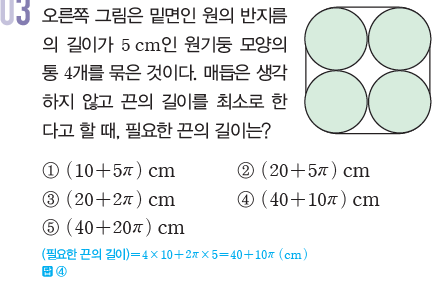 03 오른쪽 그림은 밑면인 원의 반지름
의 길이가 5 cm인 원기둥 모양의
통 4개를 묶은 것이다. 매듭은 생각
하지 않고 끈의 길이를 최소로 한
다고 할 때, 필요한 끈의 길이는?
① (10+5π) cm ② (20+5π) cm
③ (20+2π) cm ④ (40+10π) cm
⑤ (40+20π) cm
(필요한 끈의 길이)=4×10+2π×5=40+10π (cm)
답 ④